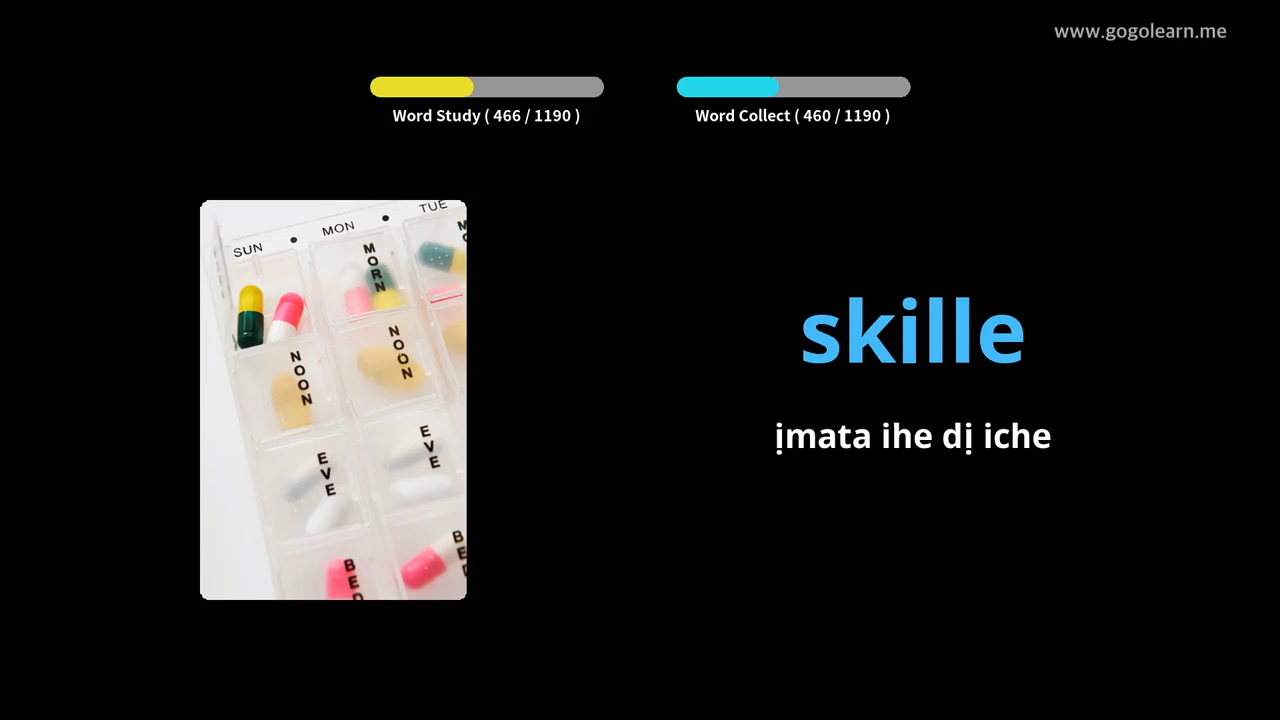 www.gogolearn.me
Word Study ( 466 / 1190 )
Word Collect ( 460 / 1190 )
SUN • MON • TUE
MORN
NOON
NOON
EVE
EVE
BED
skille
ịmata ihe dị iche